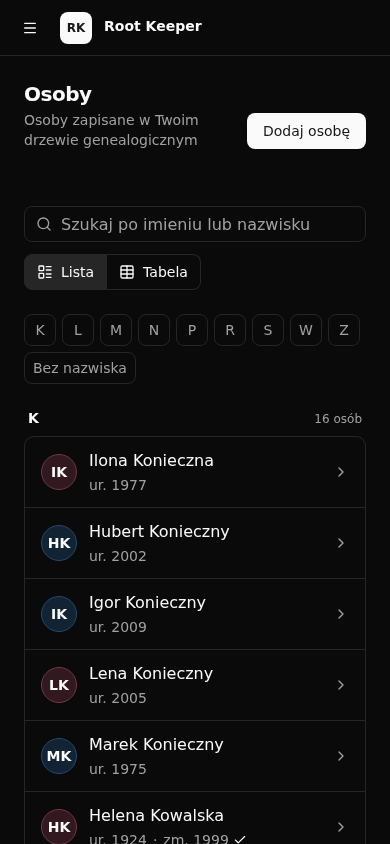 RK Root Keeper
Osoby
Osoby zapisane w Twoim
drzewie genealogicznym
Dodaj osobę
Szukaj po imieniu lub nazwisku
Lista Tabela
K L M N P R S W Z
Bez nazwiska
K 16 osób
IK Ilona Konieczna
ur. 1977
HK Hubert Konieczny
ur. 2002
IK Igor Konieczny
ur. 2009
LK Lena Konieczny
ur. 2005
MK Marek Konieczny
ur. 1975
HK Helena Kowalska
ur. 1924 · zm. 1999 ✓